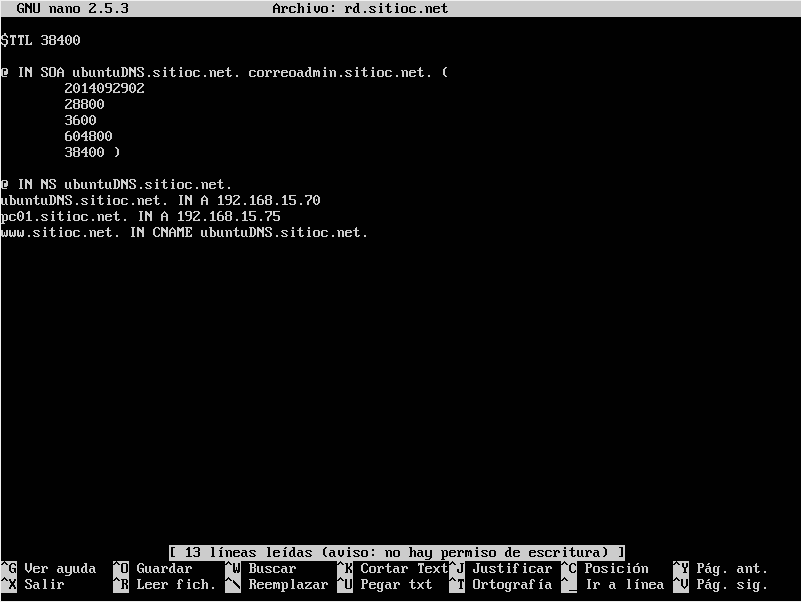 GNU nano 2.5.3 Archivo: rd.sitioc.net
$TTL 38400
@ IN SOA ubuntuDNS.sitioc.net. correoadmin.sitioc.net. (
2014092902
28800
3600
604800
38400 )
@ IN NS ubuntuDNS.sitioc.net.
ubuntuDNS.sitioc.net. IN A 192.168.15.70
pc01.sitioc.net. IN A 192.168.15.75
www.sitioc.net. IN CNAME ubuntuDNS.sitioc.net.
[ 13 líneas leídas (aviso: no hay permiso de escritura) ]
^G Ver ayuda ^O Guardar ^W Buscar ^K Cortar Text ^J Justificar ^C Posición ^Y Pág. ant.
^X Salir ^R Leer fich. ^\ Reemplazar ^U Pegar txt ^T Ortografía ^_ Ir a línea ^V Pág. sig.